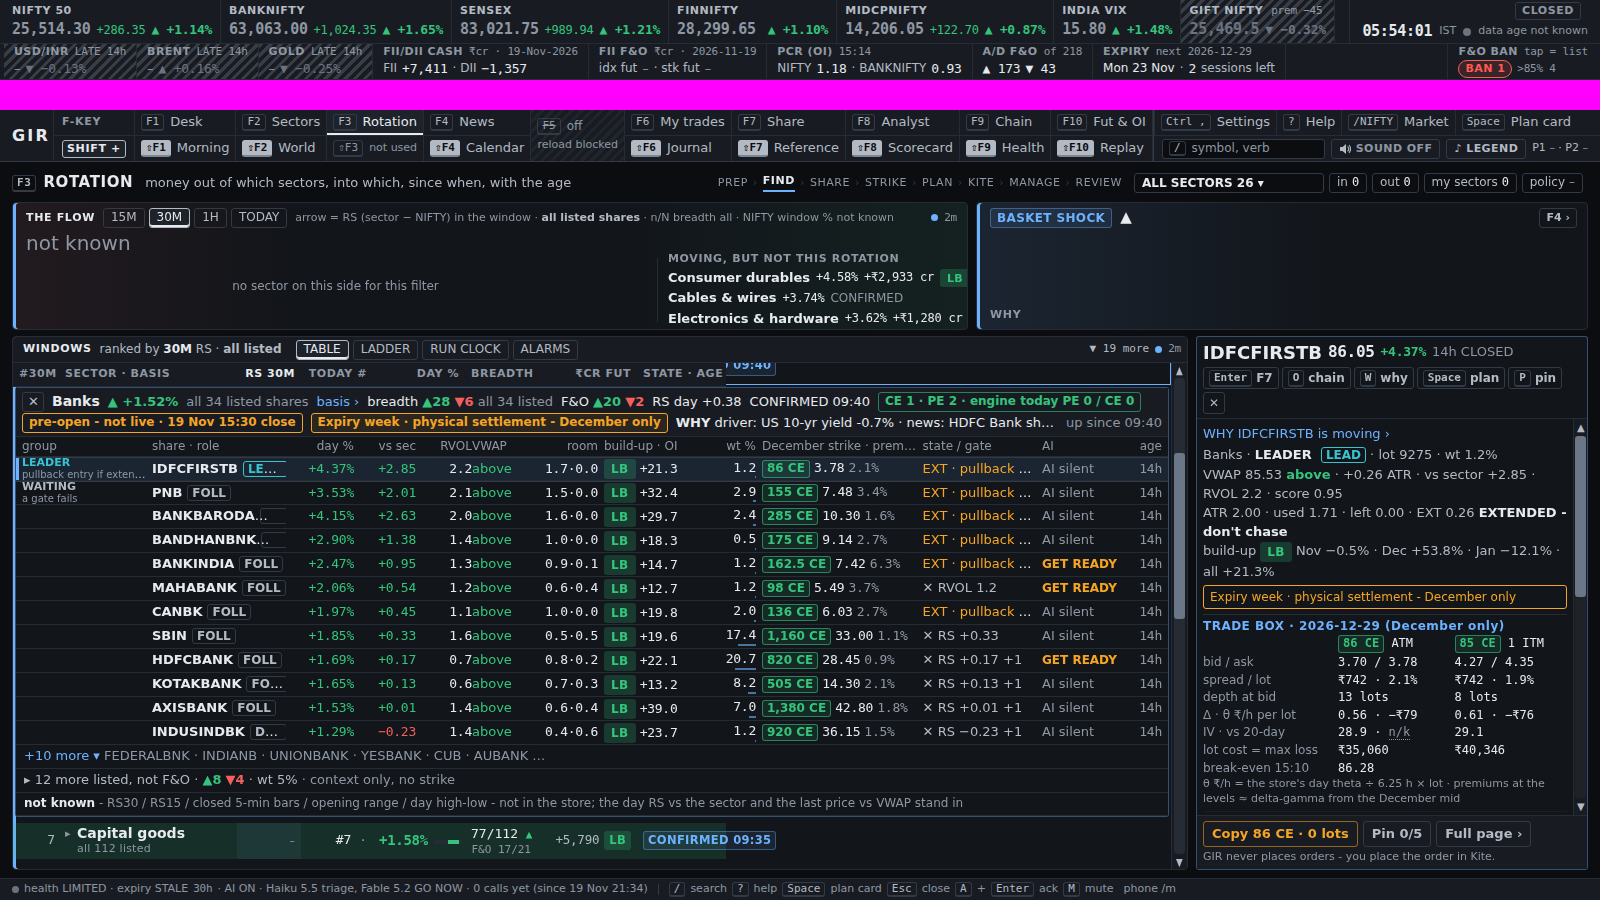 NIFTY 50 BANKNIFTY SENSEX FINNIFTY MIDCPNIFTY INDIA VIX GIFT NIFTY prem −45 CLOSED
25,514.30 +286.35 ▲ +1.14% 63,063.00 +1,024.35 ▲ +1.65% 83,021.75 +989.94 ▲ +1.21% 28,299.65 ▲ +1.10% 14,206.05 +122.70 ▲ +0.87% 15.80 ▲ +1.48% 25,469.5 ▼ −0.32% 05:54:01 IST ● data age not known
USD/INR LATE 14h BRENT LATE 14h GOLD LATE 14h FII/DII CASH ₹cr · 19-Nov-2026 FII F&O ₹cr · 2026-11-19 PCR (OI) 15:14 A/D F&O of 218 EXPIRY next 2026-12-29 F&O BAN tap = list
– ▼ −0.13% – ▲ +0.16% – ▼ −0.25% FII +7,411 · DII −1,357 idx fut – · stk fut – NIFTY 1.18 · BANKNIFTY 0.93 ▲ 173 ▼ 43 Mon 23 Nov · 2 sessions left BAN 1 >85% 4
GIR F-KEY F1 Desk F2 Sectors F3 Rotation F4 News F5 off F6 My trades F7 Share F8 Analyst F9 Chain F10 Fut & OI Ctrl , Settings ? Help /NIFTY Market Space Plan card
SHIFT + ⇧F1 Morning ⇧F2 World ⇧F3 not used ⇧F4 Calendar reload blocked ⇧F6 Journal ⇧F7 Reference ⇧F8 Scorecard ⇧F9 Health ⇧F10 Replay / symbol, verb SOUND OFF ♪ LEGEND P1 – · P2 –
F3 ROTATION money out of which sectors, into which, since when, with the age PREP › FIND › SHARE › STRIKE › PLAN › KITE › MANAGE › REVIEW ALL SECTORS 26 ▾ in 0 out 0 my sectors 0 policy –
THE FLOW 15M 30M 1H TODAY arrow = RS (sector − NIFTY) in the window · all listed shares · n/N breadth all · NIFTY window % not known ● 2m
not known
no sector on this side for this filter
MOVING, BUT NOT THIS ROTATION
Consumer durables +4.58% +₹2,933 cr LB
Cables & wires +3.74% CONFIRMED
Electronics & hardware +3.62% +₹1,280 cr
BASKET SHOCK ▲ F4 ›
WHY
WINDOWS ranked by 30M RS · all listed TABLE LADDER RUN CLOCK ALARMS ▼ 19 more ● 2m
#30M SECTOR · BASIS RS 30M TODAY # DAY % BREADTH ₹CR FUT STATE · AGE 09:40
✕ Banks ▲ +1.52% all 34 listed shares basis › breadth ▲28 ▼6 all 34 listed F&O ▲20 ▼2 RS day +0.38 CONFIRMED 09:40 CE 1 · PE 2 · engine today PE 0 / CE 0
pre-open - not live · 19 Nov 15:30 close Expiry week · physical settlement - December only WHY driver: US 10-yr yield -0.7% · news: HDFC Bank sh… up since 09:40
group share · role day % vs sec RVOL VWAP room build-up · OI wt % December strike · prem… state / gate AI age
LEADER
pullback entry if exten… IDFCFIRSTB LE… +4.37% +2.85 2.2 above 1.7·0.0 LB +21.3 1.2 86 CE 3.78 2.1% EXT · pullback … AI silent 14h
WAITING
a gate fails PNB FOLL +3.53% +2.01 2.1 above 1.5·0.0 LB +32.4 2.9 155 CE 7.48 3.4% EXT · pullback … AI silent 14h
BANKBARODA… +4.15% +2.63 2.0 above 1.6·0.0 LB +29.7 2.4 285 CE 10.30 1.6% EXT · pullback … AI silent 14h
BANDHANBNK… +2.90% +1.38 1.4 above 1.0·0.0 LB +18.3 0.5 175 CE 9.14 2.7% EXT · pullback … AI silent 14h
BANKINDIA FOLL +2.47% +0.95 1.3 above 0.9·0.1 LB +14.7 1.2 162.5 CE 7.42 6.3% EXT · pullback … GET READY 14h
MAHABANK FOLL +2.06% +0.54 1.2 above 0.6·0.4 LB +12.7 1.2 98 CE 5.49 3.7% ✕ RVOL 1.2 GET READY 14h
CANBK FOLL +1.97% +0.45 1.1 above 1.0·0.0 LB +19.8 2.0 136 CE 6.03 2.7% EXT · pullback … AI silent 14h
SBIN FOLL +1.85% +0.33 1.6 above 0.5·0.5 LB +19.6 17.4 1,160 CE 33.00 1.1% ✕ RS +0.33 AI silent 14h
HDFCBANK FOLL +1.69% +0.17 0.7 above 0.8·0.2 LB +22.1 20.7 820 CE 28.45 0.9% ✕ RS +0.17 +1 GET READY 14h
KOTAKBANK FO… +1.65% +0.13 0.6 above 0.7·0.3 LB +13.2 8.2 505 CE 14.30 2.1% ✕ RS +0.13 +1 AI silent 14h
AXISBANK FOLL +1.53% +0.01 1.4 above 0.6·0.4 LB +39.0 7.0 1,380 CE 42.80 1.8% ✕ RS +0.01 +1 AI silent 14h
INDUSINDBK D… +1.29% −0.23 1.4 above 0.4·0.6 LB +23.7 1.2 920 CE 36.15 1.5% ✕ RS −0.23 +1 AI silent 14h
+10 more ▾ FEDERALBNK · INDIANB · UNIONBANK · YESBANK · CUB · AUBANK …
▸ 12 more listed, not F&O · ▲8 ▼4 · wt 5% · context only, no strike
not known - RS30 / RS15 / closed 5-min bars / opening range / day high-low - not in the store; the day RS vs the sector and the last price vs VWAP stand in
7 ▸ Capital goods – #7 · +1.58% 77/112 ▲ +5,790 LB CONFIRMED 09:35
all 112 listed F&O 17/21
IDFCFIRSTB 86.05 +4.37% 14h CLOSED
Enter F7 O chain W why Space plan P pin
✕
WHY IDFCFIRSTB is moving ›
Banks · LEADER LEAD · lot 9275 · wt 1.2%
VWAP 85.53 above · +0.26 ATR · vs sector +2.85 ·
RVOL 2.2 · score 0.95
ATR 2.00 · used 1.71 · left 0.00 · EXT 0.26 EXTENDED -
don't chase
build-up LB Nov −0.5% · Dec +53.8% · Jan −12.1% ·
all +21.3%
Expiry week · physical settlement - December only
TRADE BOX · 2026-12-29 (December only)
86 CE ATM 85 CE 1 ITM
bid / ask 3.70 / 3.78 4.27 / 4.35
spread / lot ₹742 · 2.1% ₹742 · 1.9%
depth at bid 13 lots 8 lots
Δ · θ ₹/h per lot 0.56 · −₹79 0.61 · −₹76
IV · vs 20-day 28.9 · n/k 29.1
lot cost = max loss ₹35,060 ₹40,346
break-even 15:10 86.28
θ ₹/h = the store's day theta ÷ 6.25 h × lot · premiums at the
levels ≈ delta-gamma from the December mid
Copy 86 CE · 0 lots Pin 0/5 Full page ›
GIR never places orders - you place the order in Kite.
● health LIMITED · expiry STALE 30h · AI ON · Haiku 5.5 triage, Fable 5.2 GO NOW · 0 calls yet (since 19 Nov 21:34) / search ? help Space plan card Esc close A + Enter ack M mute phone /m